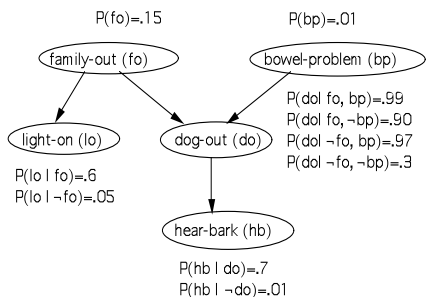 P(fo)=.15
P(bp)=.01
family-out (fo)
bowel-problem (bp)
P(do| fo, bp)=.99
P(do| fo, ¬bp)=.90
P(do| ¬fo, bp)=.97
P(do| ¬fo, ¬bp)=.3
light-on (lo)
dog-out (do)
P(lo | fo)=.6
P(lo | ¬fo)=.05
hear-bark (hb)
P(hb | do)=.7
P(hb | ¬do)=.01